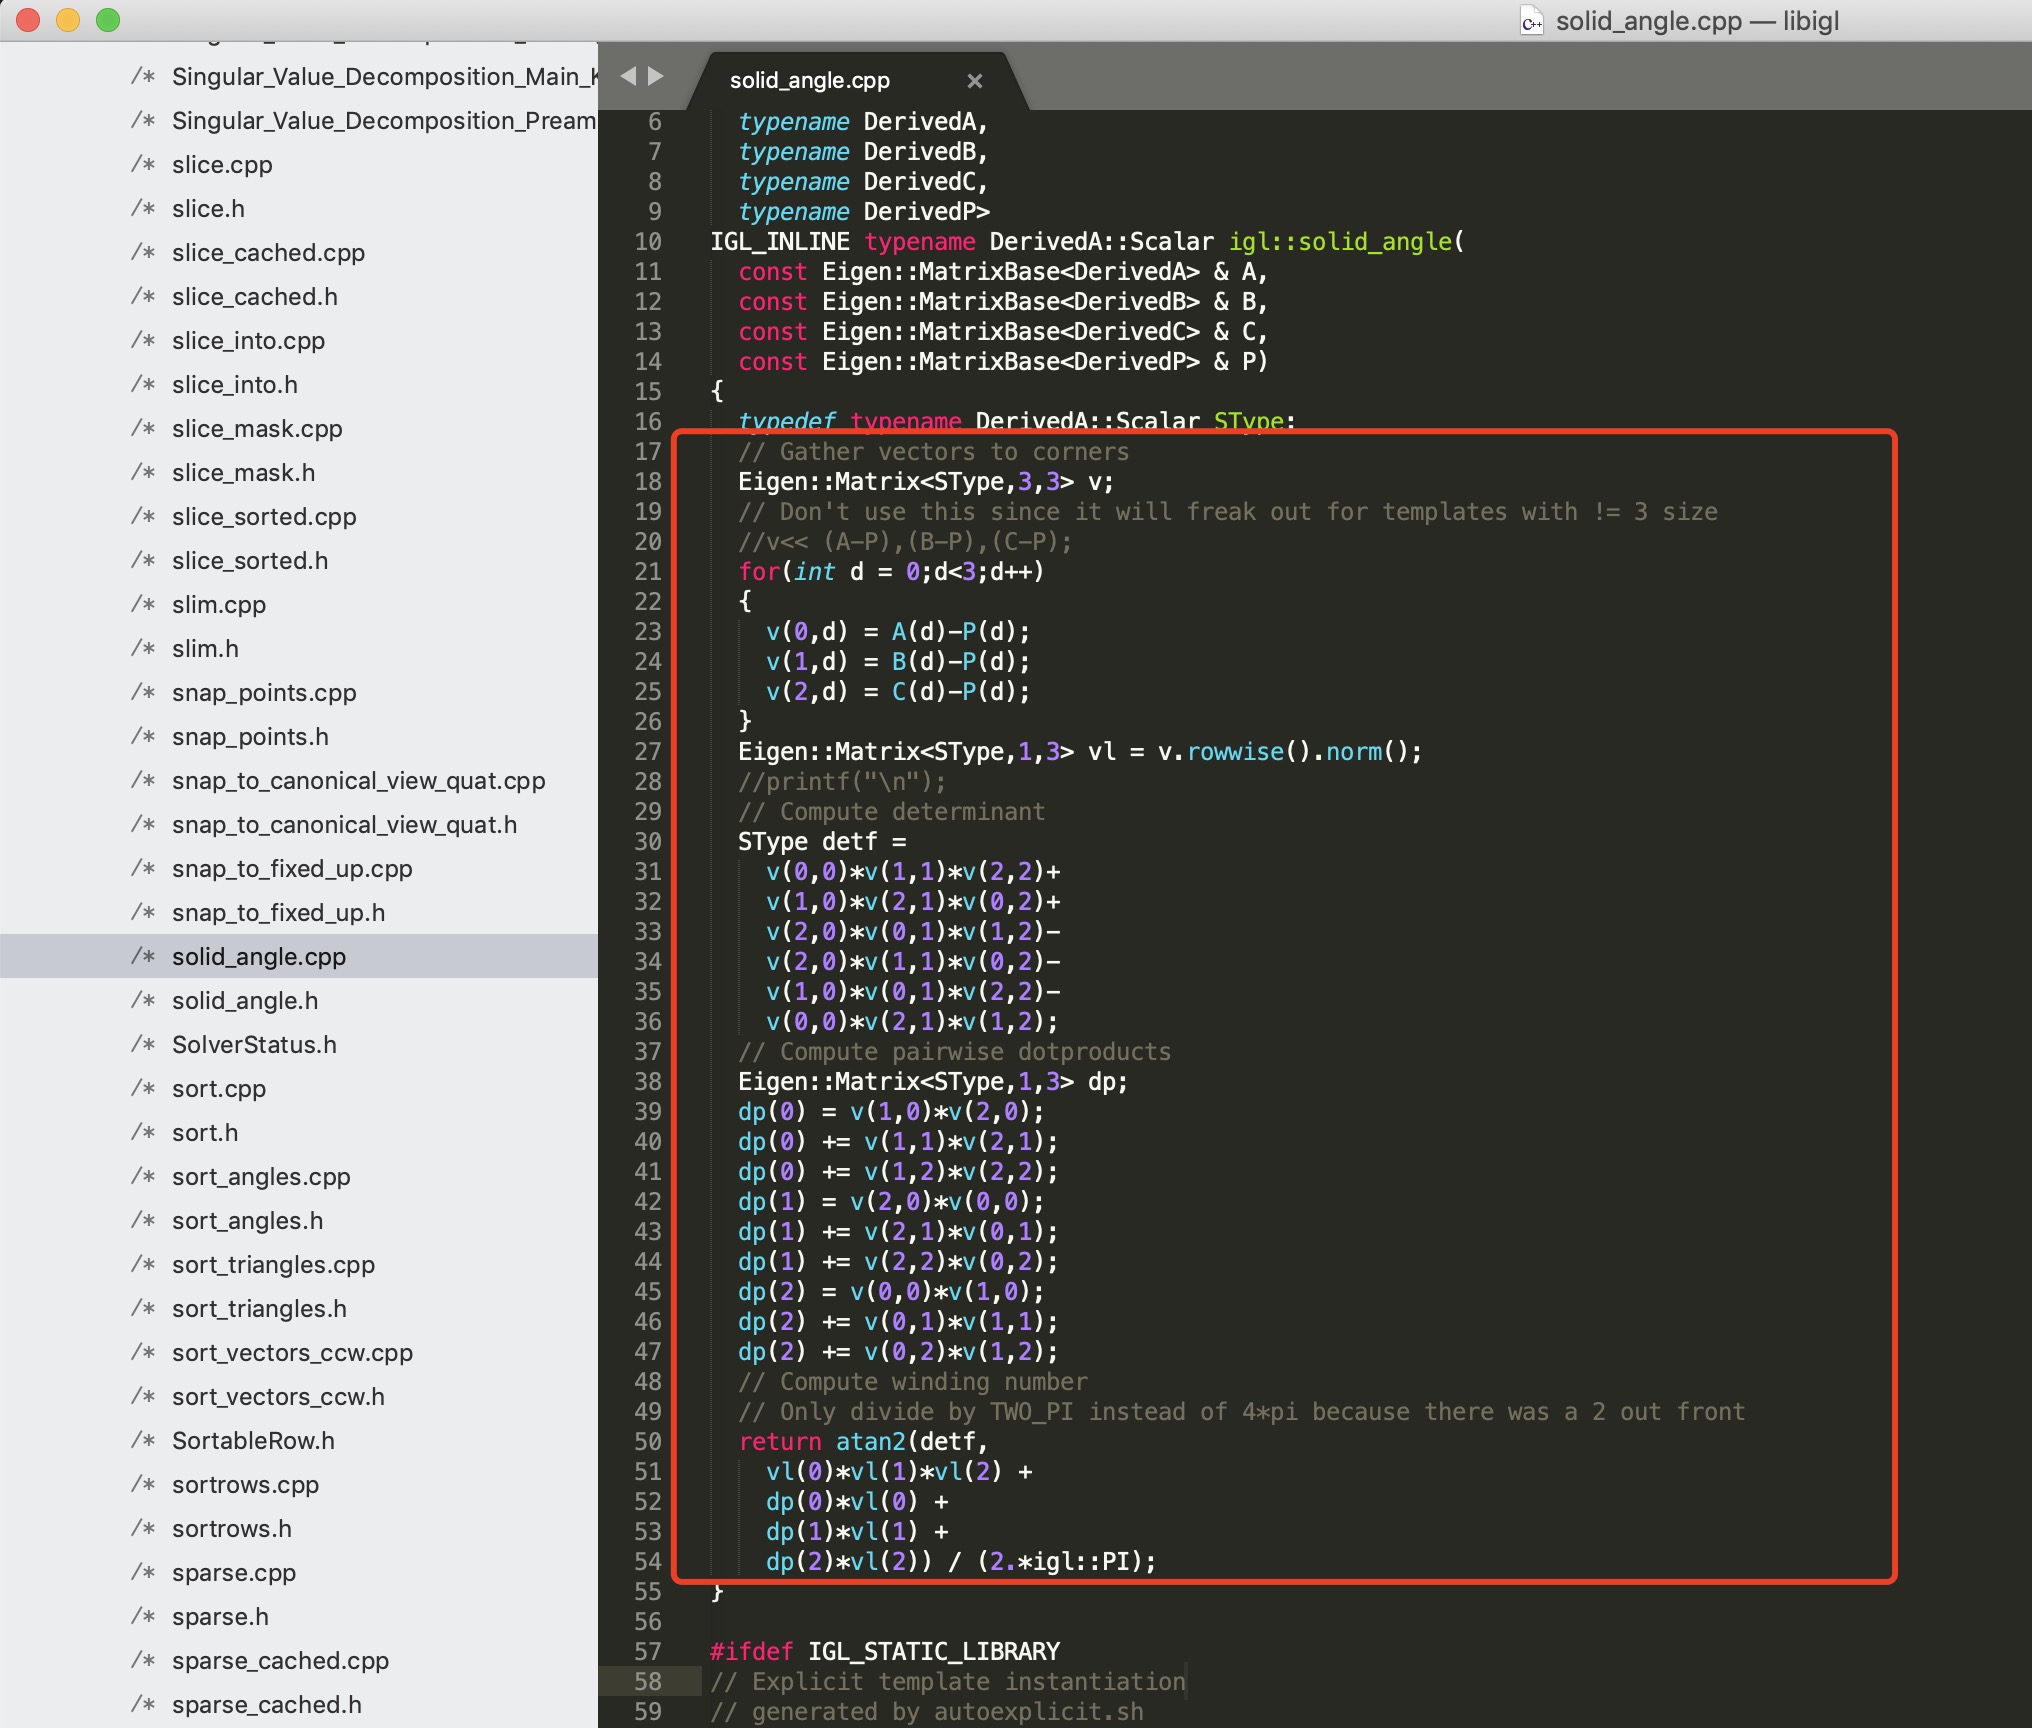 solid_angle.cpp — libigl
/* Singular_Value_Decomposition_Main_K
/* Singular_Value_Decomposition_Pream
/* slice.cpp
/* slice.h
/* slice_cached.cpp
/* slice_cached.h
/* slice_into.cpp
/* slice_into.h
/* slice_mask.cpp
/* slice_mask.h
/* slice_sorted.cpp
/* slice_sorted.h
/* slim.cpp
/* slim.h
/* snap_points.cpp
/* snap_points.h
/* snap_to_canonical_view_quat.cpp
/* snap_to_canonical_view_quat.h
/* snap_to_fixed_up.cpp
/* snap_to_fixed_up.h
/* solid_angle.cpp
/* solid_angle.h
/* SolverStatus.h
/* sort.cpp
/* sort.h
/* sort_angles.cpp
/* sort_angles.h
/* sort_triangles.cpp
/* sort_triangles.h
/* sort_vectors_ccw.cpp
/* sort_vectors_ccw.h
/* SortableRow.h
/* sortrows.cpp
/* sortrows.h
/* sparse.cpp
/* sparse.h
/* sparse_cached.cpp
/* sparse_cached.h
solid_angle.cpp ×
6 typename DerivedA,
7 typename DerivedB,
8 typename DerivedC,
9 typename DerivedP>
10 IGL_INLINE typename DerivedA::Scalar igl::solid_angle(
11 const Eigen::MatrixBase<DerivedA> & A,
12 const Eigen::MatrixBase<DerivedB> & B,
13 const Eigen::MatrixBase<DerivedC> & C,
14 const Eigen::MatrixBase<DerivedP> & P)
15 {
16 typedef typename DerivedA::Scalar SType;
17 // Gather vectors to corners
18 Eigen::Matrix<SType,3,3> v;
19 // Don't use this since it will freak out for templates with != 3 size
20 //v<< (A-P),(B-P),(C-P);
21 for(int d = 0;d<3;d++)
22 {
23 v(0,d) = A(d)-P(d);
24 v(1,d) = B(d)-P(d);
25 v(2,d) = C(d)-P(d);
26 }
27 Eigen::Matrix<SType,1,3> vl = v.rowwise().norm();
28 //printf("\n");
29 // Compute determinant
30 SType detf =
31 v(0,0)*v(1,1)*v(2,2)+
32 v(1,0)*v(2,1)*v(0,2)+
33 v(2,0)*v(0,1)*v(1,2)-
34 v(2,0)*v(1,1)*v(0,2)-
35 v(1,0)*v(0,1)*v(2,2)-
36 v(0,0)*v(2,1)*v(1,2);
37 // Compute pairwise dotproducts
38 Eigen::Matrix<SType,1,3> dp;
39 dp(0) = v(1,0)*v(2,0);
40 dp(0) += v(1,1)*v(2,1);
41 dp(0) += v(1,2)*v(2,2);
42 dp(1) = v(2,0)*v(0,0);
43 dp(1) += v(2,1)*v(0,1);
44 dp(1) += v(2,2)*v(0,2);
45 dp(2) = v(0,0)*v(1,0);
46 dp(2) += v(0,1)*v(1,1);
47 dp(2) += v(0,2)*v(1,2);
48 // Compute winding number
49 // Only divide by TWO_PI instead of 4*pi because there was a 2 out front
50 return atan2(detf,
51 vl(0)*vl(1)*vl(2) +
52 dp(0)*vl(0) +
53 dp(1)*vl(1) +
54 dp(2)*vl(2)) / (2.*igl::PI);
55 }
56
57 #ifdef IGL_STATIC_LIBRARY
58 // Explicit template instantiation
59 // generated by autoexplicit.sh